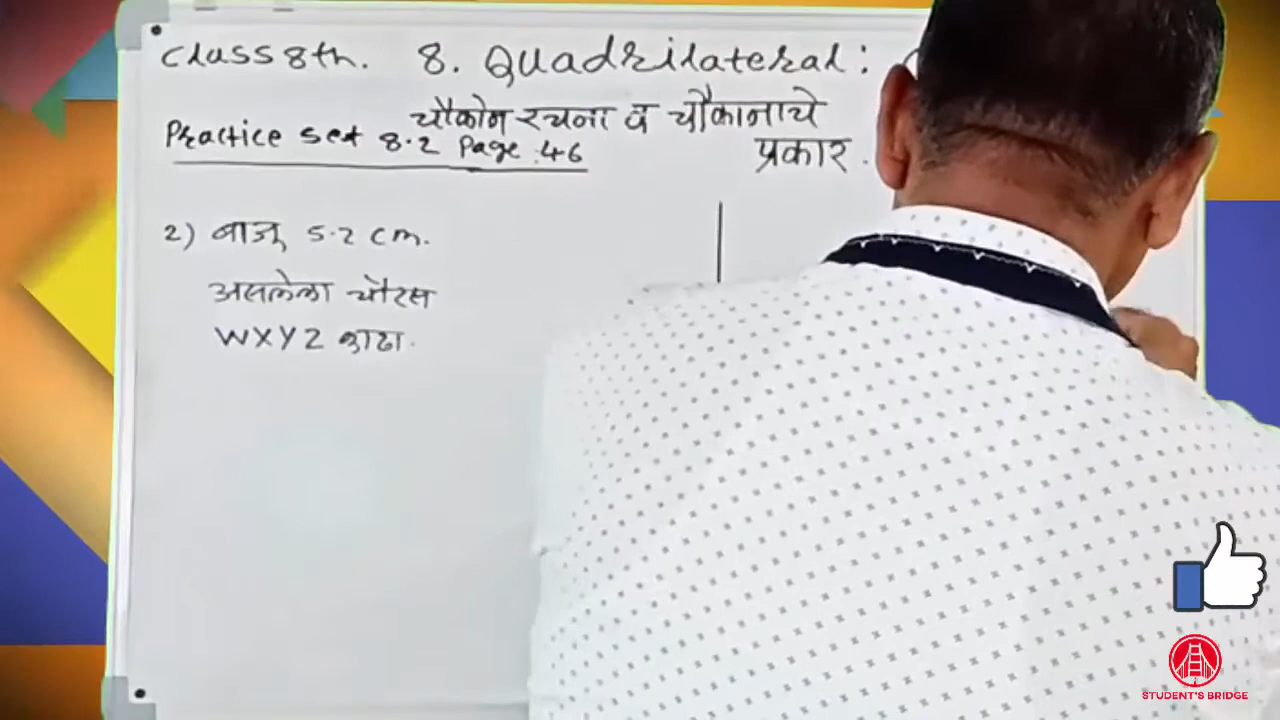 Class 8th. 8. Quadrilateral:
चौकोन रचना व चौकानाचे
प्रकार.
Practice set 8.2 Page.46
2) बाजू 5.2 cm.
असलेला चौरस
WXYZ काढा.
STUDENT'S BRIDGE